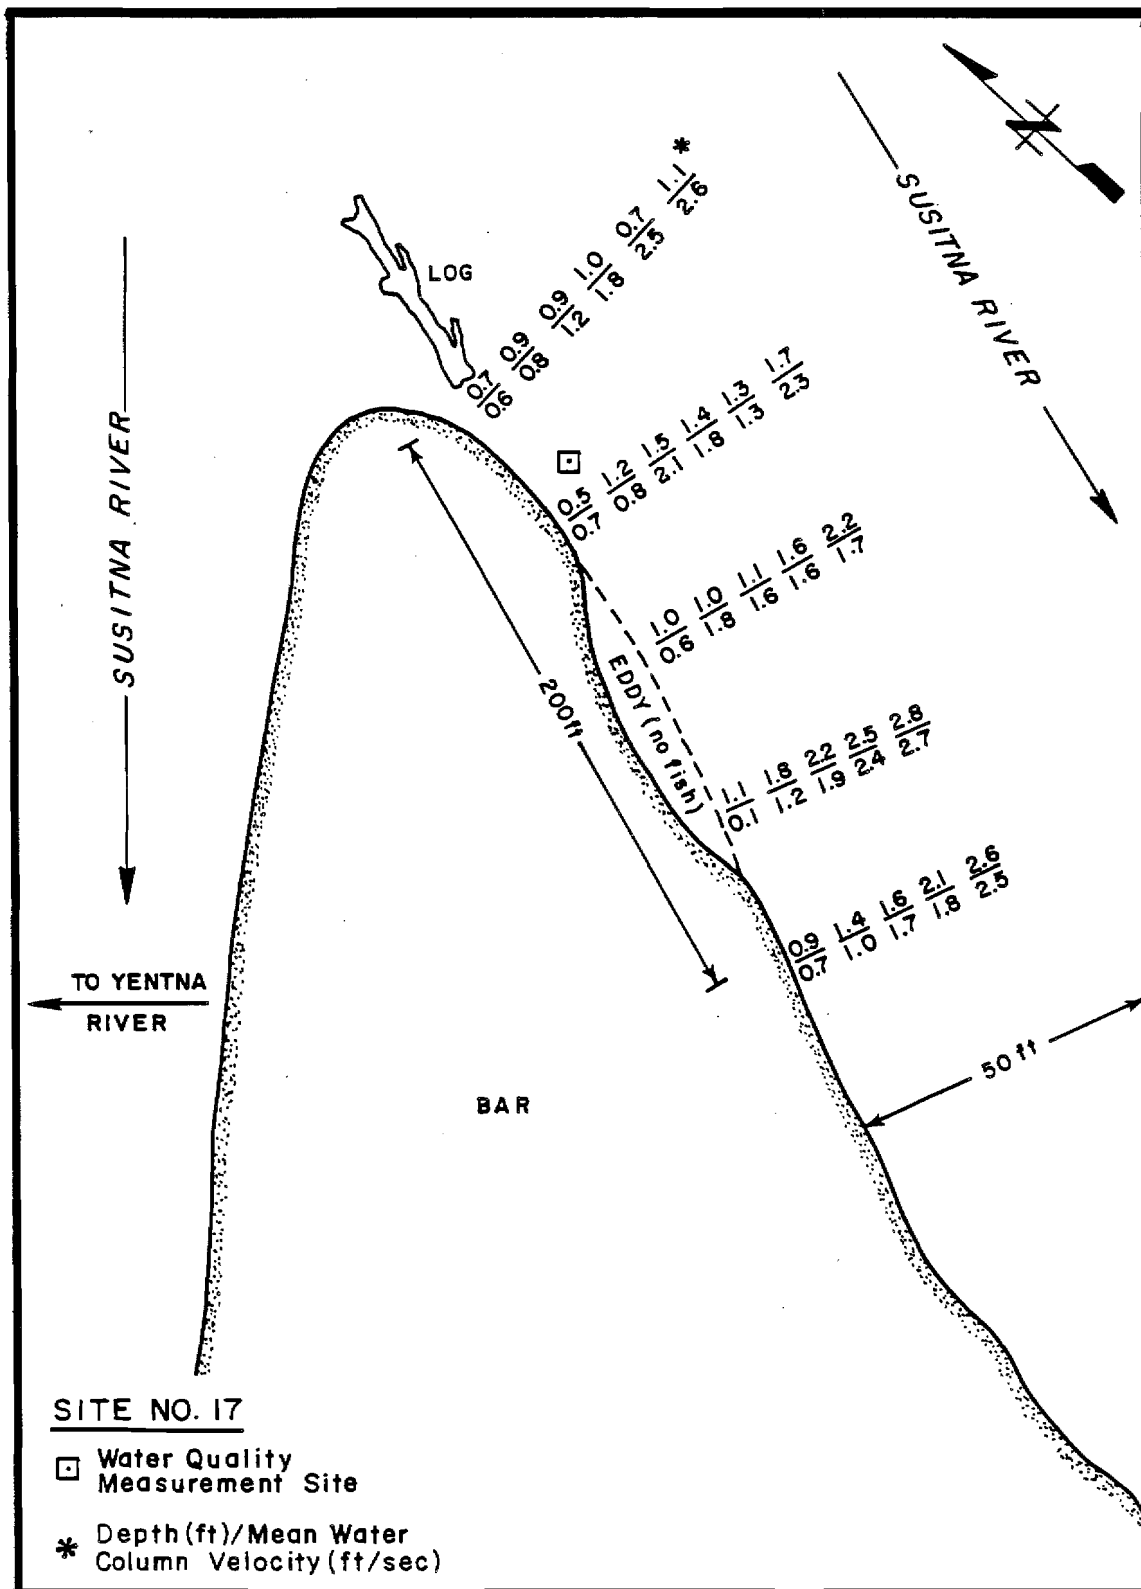 *
1.1/2.6
0.7/2.5
1.0/1.8
0.9/1.2
0.9/0.8
0.7/0.6
LOG
SUSITNA RIVER
N
SUSITNA RIVER
0.5/0.7 1.2/0.8 1.5/2.1 1.4/1.8 1.3/1.3 1.7/2.3
1.0/0.6 1.0/1.8 1.1/1.6 1.6/1.6 2.2/1.7
200ft
EDDY (no fish)
1.1/0.1 1.8/1.2 2.2/1.9 2.5/2.4 2.8/2.7
0.9/0.7 1.4/1.0 1.6/1.7 2.1/1.8 2.6/2.5
TO YENTNA
RIVER
50 ft
BAR
SITE NO. 17
Water Quality
Measurement Site
* Depth (ft)/Mean Water
Column Velocity (ft/sec)